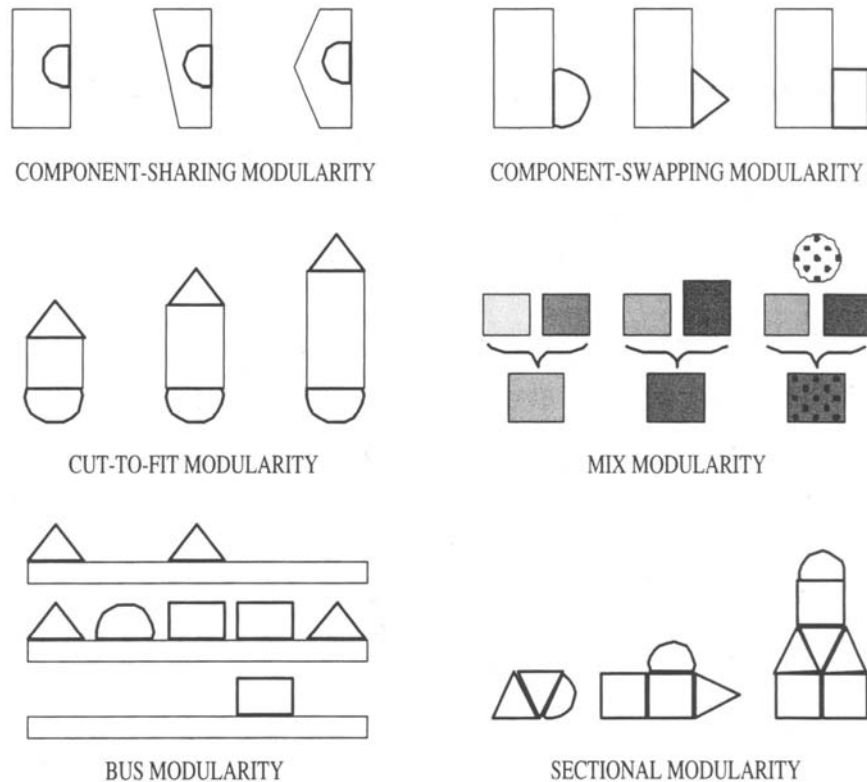 COMPONENT-SHARING MODULARITY
COMPONENT-SWAPPING MODULARITY
CUT-TO-FIT MODULARITY
MIX MODULARITY
BUS MODULARITY
SECTIONAL MODULARITY